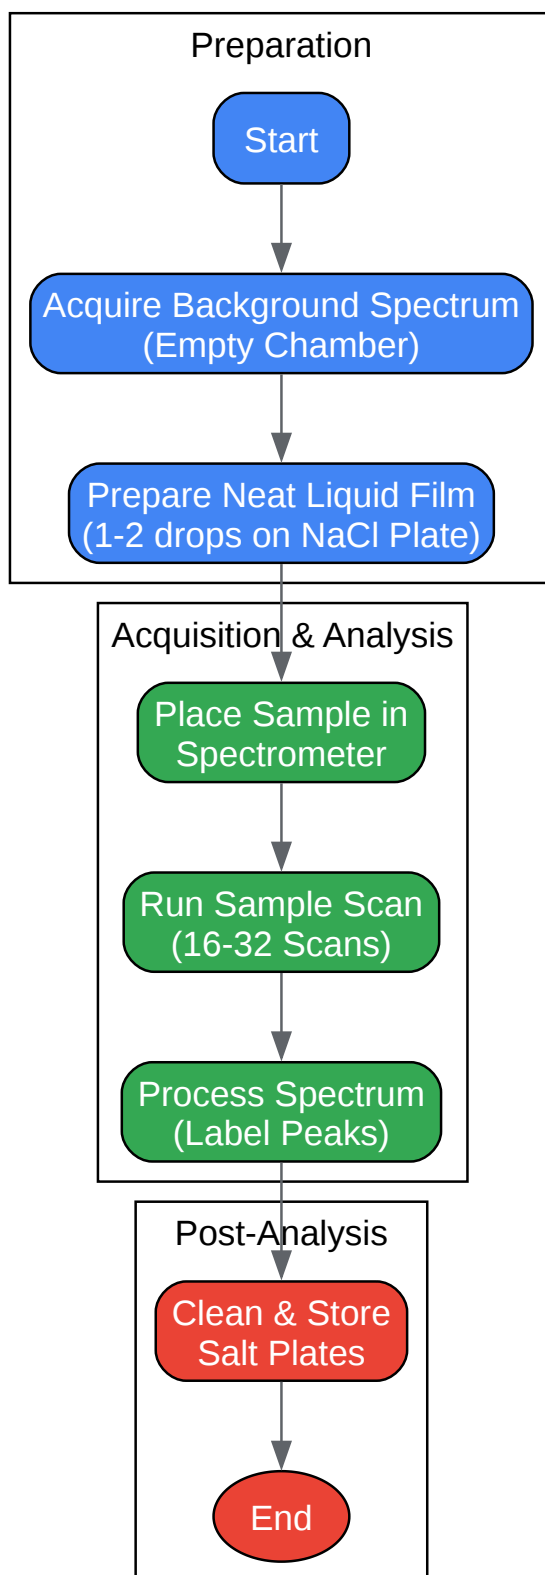 Preparation
Start
Acquire Background Spectrum
(Empty Chamber)
Prepare Neat Liquid Film
(1-2 drops on NaCl Plate)
Acquisition & Analysis
Place Sample in
Spectrometer
Run Sample Scan
(16-32 Scans)
Process Spectrum
(Label Peaks)
Post-Analysis
Clean & Store
Salt Plates
End